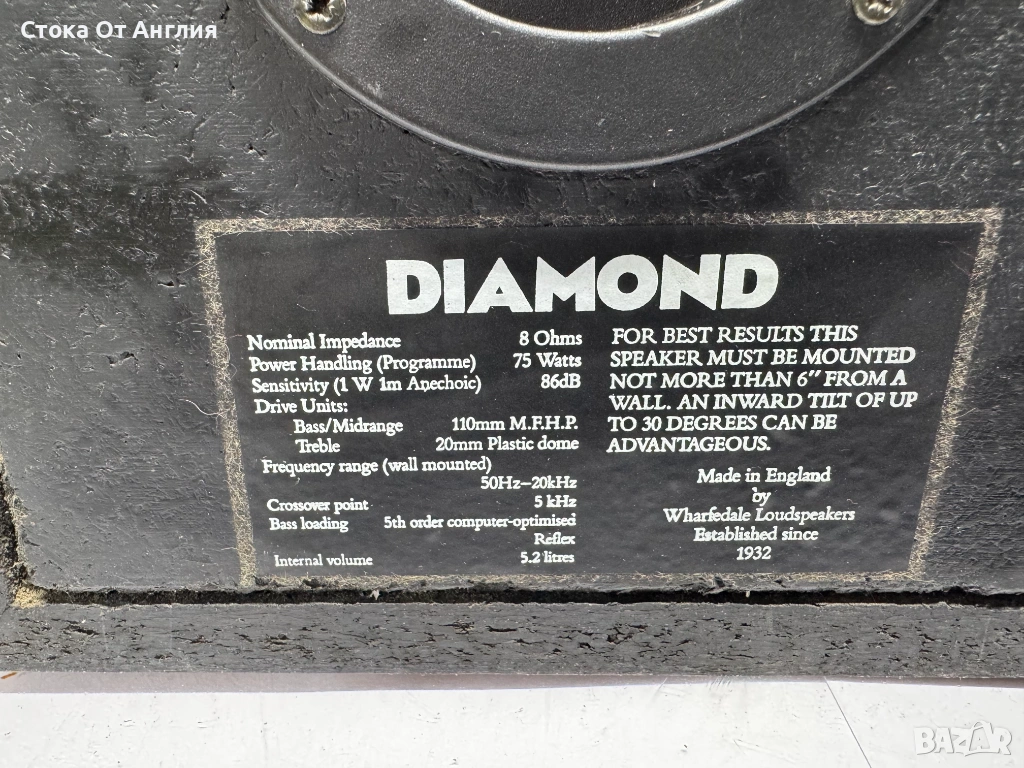 Стока От Англия
DIAMOND
Nominal Impedance 8 Ohms
Power Handling (Programme) 75 Watts
Sensitivity (1 W 1m Anechoic) 86dB
Drive Units:
Bass/Midrange 110mm M.F.H.P.
Treble 20mm Plastic dome
Frequency range (wall mounted)
50Hz–20kHz
Crossover point 5 kHz
Bass loading 5th order computer-optimised
Reflex
Internal volume 5.2 litres
FOR BEST RESULTS THIS
SPEAKER MUST BE MOUNTED
NOT MORE THAN 6″ FROM A
WALL. AN INWARD TILT OF UP
TO 30 DEGREES CAN BE
ADVANTAGEOUS.
Made in England
by
Wharfedale Loudspeakers
Established since
1932
BAZAR